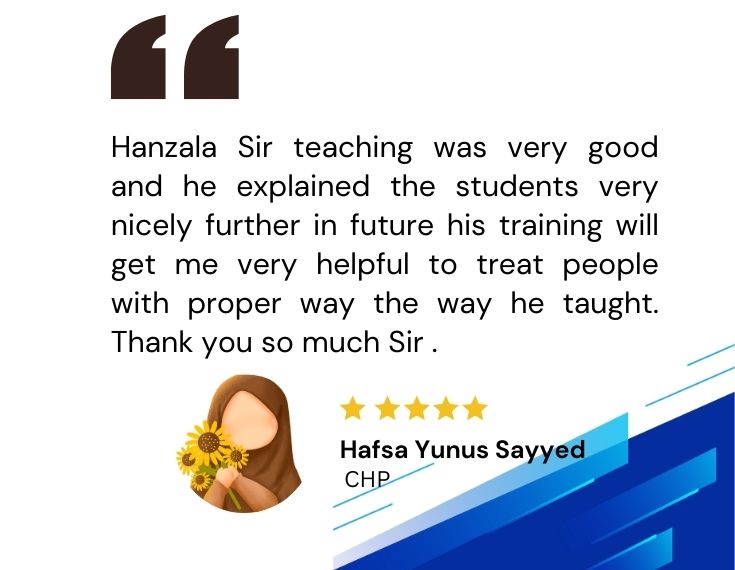 Hanzala Sir teaching was very good
and he explained the students very
nicely further in future his training will
get me very helpful to treat people
with proper way the way he taught.
Thank you so much Sir .
Hafsa Yunus Sayyed
CHP